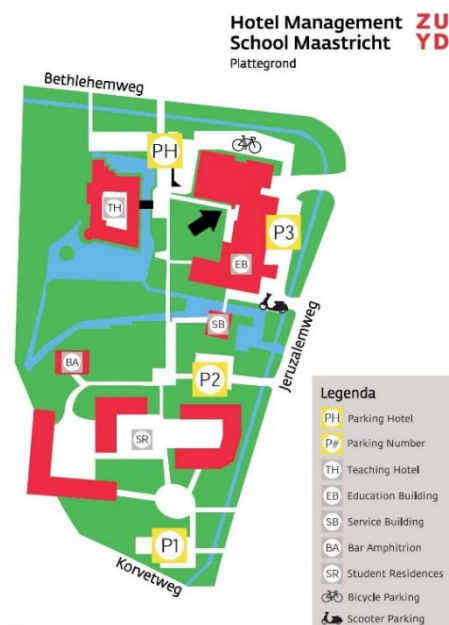 Hotel Management
School Maastricht
Plattegrond
ZU
YD
Bethlehemweg
PH
TH
P3
EB
SB
Jeruzalemweg
BA
P2
SR
P1
Korvetweg
Legenda
PH Parking Hotel
P# Parking Number
TH Teaching Hotel
EB Education Building
SB Service Building
BA Bar Amphitrion
SR Student Residences
Bicycle Parking
Scooter Parking